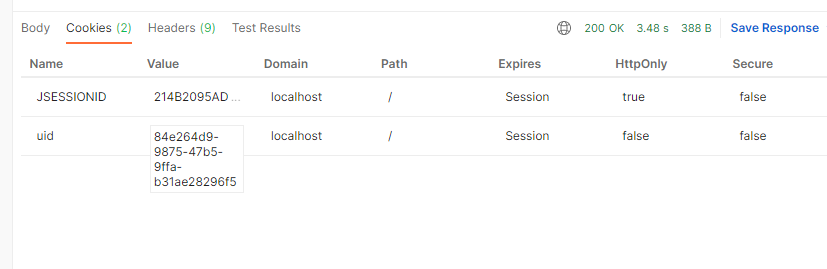 Body Cookies (2) Headers (9) Test Results 200 OK 3.48 s 388 B Save Response
Name Value Domain Path Expires HttpOnly Secure
JSESSIONID 214B2095AD ... localhost / Session true false
uid 84e264d9- localhost / Session false false
9875-47b5-
9ffa-
b31ae28296f5